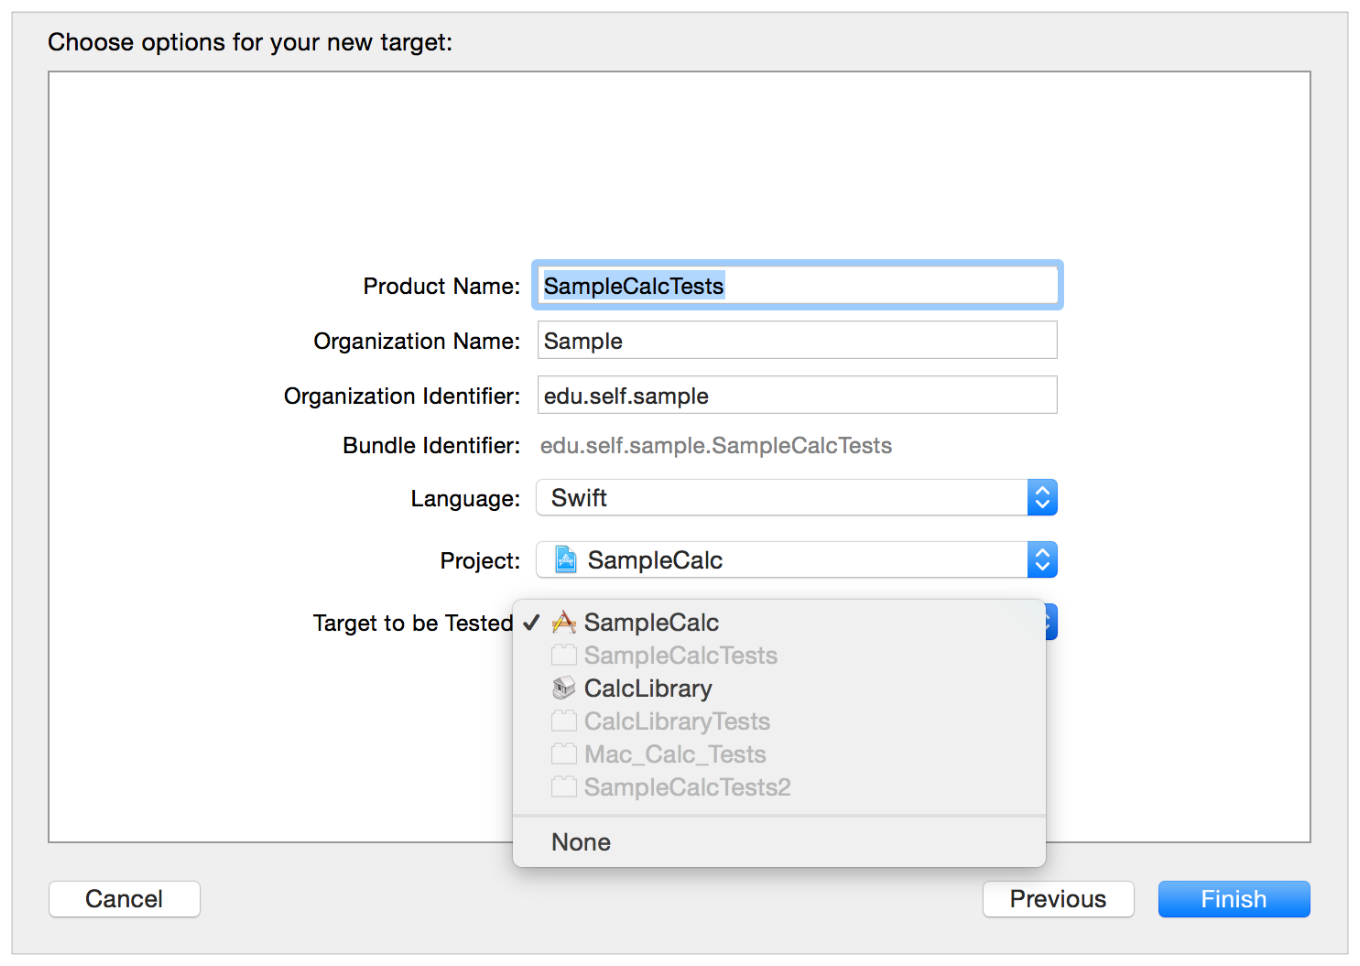 Choose options for your new target:
Product Name: SampleCalcTests
Organization Name: Sample
Organization Identifier: edu.self.sample
Bundle Identifier: edu.self.sample.SampleCalcTests
Language: Swift
Project: SampleCalc
Target to be Tested ✓ SampleCalc
SampleCalcTests
CalcLibrary
CalcLibraryTests
Mac_Calc_Tests
SampleCalcTests2
None
Cancel Previous Finish